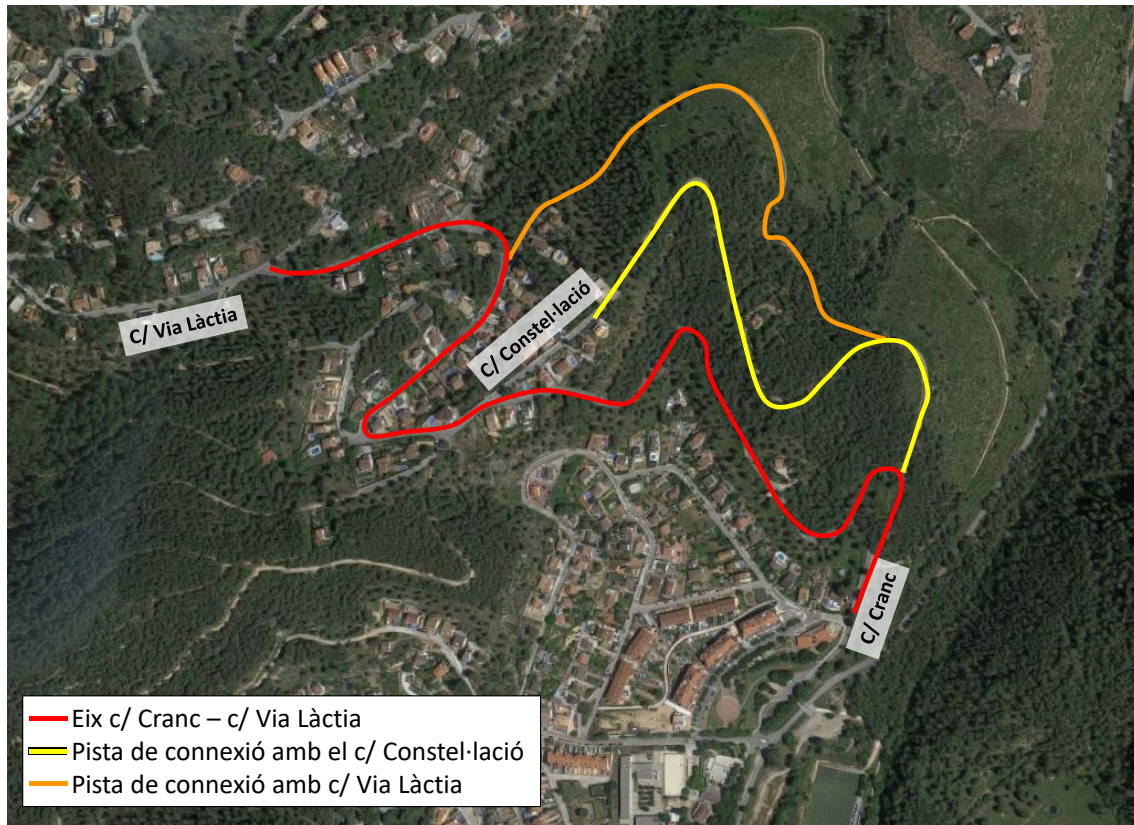 C/ Via Làctia
C/ Constel·lació
C/ Cranc
Eix c/ Cranc – c/ Via Làctia
Pista de connexió amb el c/ Constel·lació
Pista de connexió amb c/ Via Làctia